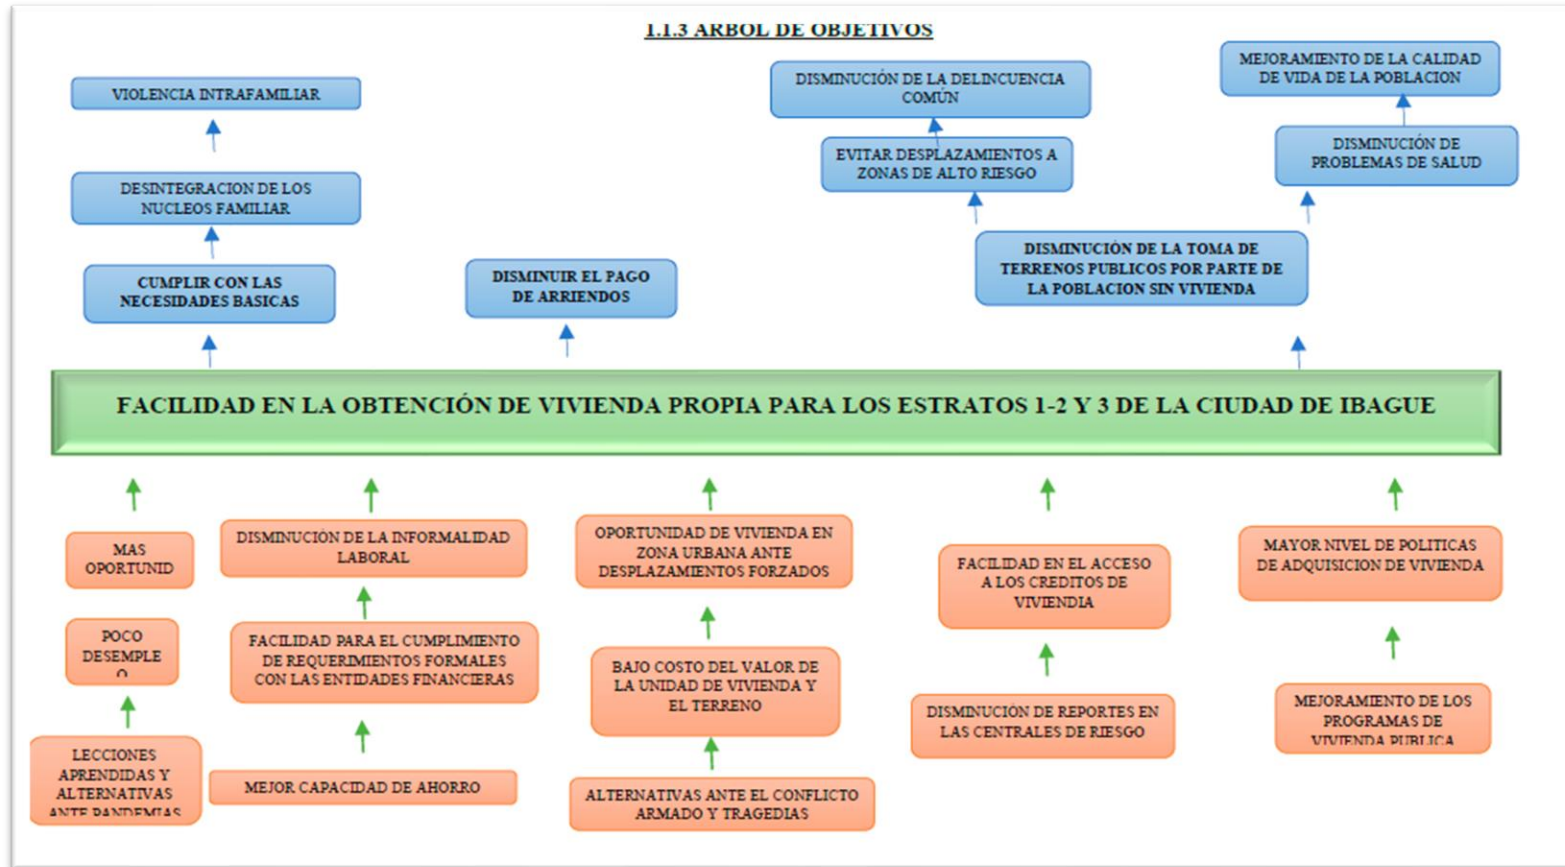 1.1.3 ARBOL DE OBJETIVOS
VIOLENCIA INTRAFAMILIAR
DISMINUCIÓN DE LA DELINCUENCIA
COMÚN
MEJORAMIENTO DE LA CALIDAD
DE VIDA DE LA POBLACION
DESINTEGRACION DE LOS
NUCLEOS FAMILIAR
EVITAR DESPLAZAMIENTOS A
ZONAS DE ALTO RIESGO
DISMINUCIÓN DE
PROBLEMAS DE SALUD
CUMPLIR CON LAS
NECESIDADES BASICAS
DISMINUIR EL PAGO
DE ARRIENDOS
DISMINUCIÓN DE LA TOMA DE
TERRENOS PUBLICOS POR PARTE DE
LA POBLACION SIN VIVIENDA
FACILIDAD EN LA OBTENCIÓN DE VIVIENDA PROPIA PARA LOS ESTRATOS 1-2 Y 3 DE LA CIUDAD DE IBAGUE
MAS
OPORTUNID
DISMINUCIÓN DE LA INFORMALIDAD
LABORAL
OPORTUNIDAD DE VIVIENDA EN
ZONA URBANA ANTE
DESPLAZAMIENTOS FORZADOS
FACILIDAD EN EL ACCESO
A LOS CREDITOS DE
VIVIENDIA
MAYOR NIVEL DE POLITICAS
DE ADQUISICION DE VIVIENDA
POCO
DESEMPLE
O
FACILIDAD PARA EL CUMPLIMIENTO
DE REQUERIMIENTOS FORMALES
CON LAS ENTIDADES FINANCIERAS
BAJO COSTO DEL VALOR DE
LA UNIDAD DE VIVIENDA Y
EL TERRENO
DISMINUCIÓN DE REPORTES EN
LAS CENTRALES DE RIESGO
MEJORAMIENTO DE LOS
PROGRAMAS DE
VIVIENDA PUBLICA
LECCIONES
APRENDIDAS Y
ALTERNATIVAS
ANTE PANDEMIAS
MEJOR CAPACIDAD DE AHORRO
ALTERNATIVAS ANTE EL CONFLICTO
ARMADO Y TRAGEDIAS